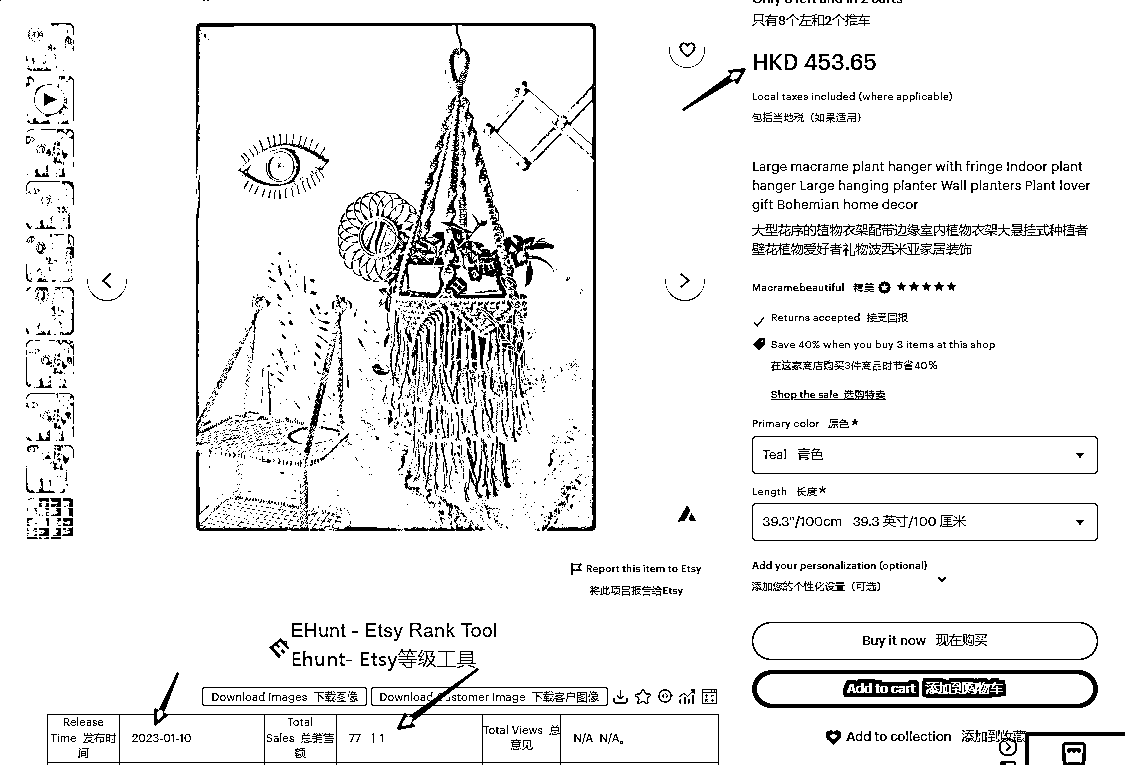 只有8个左和2个推车
HKD 453.65
Local taxes included (where applicable)
包括当地税（如果适用）
Large macrame plant hanger with fringe Indoor plant
hanger Large hanging planter Wall planters Plant lover
gift Bohemian home decor
大型花序的植物衣架配带边缘室内植物衣架大悬挂式种植者
壁花植物爱好者礼物波西米亚家居装饰
Macramebeautiful
Returns accepted 接受回报
Save 40% when you buy 3 items at this shop
在这家商店购买3件商品时节省40%
Shop the sale 选购特卖
Primary color 原色*
Teal 青色
Length 长度*
39.3"/100cm 39.3 英寸/100 厘米
Add your personalization (optional)
添加您的个性化设置（可选）
Buy it now 现在购买
Add to cart 添加到购物车
Add to collection 添加到收藏
Report this item to Etsy
将此项目报告给Etsy
EHunt - Etsy Rank Tool
Ehunt- Etsy等级工具
Download Images 下载图像
Download Customer Image 下载客户图像
Release Time 发布时间
2023-01-10
Total Sales 总销售额
77 11
Total Views 总意见
N/A N/A。